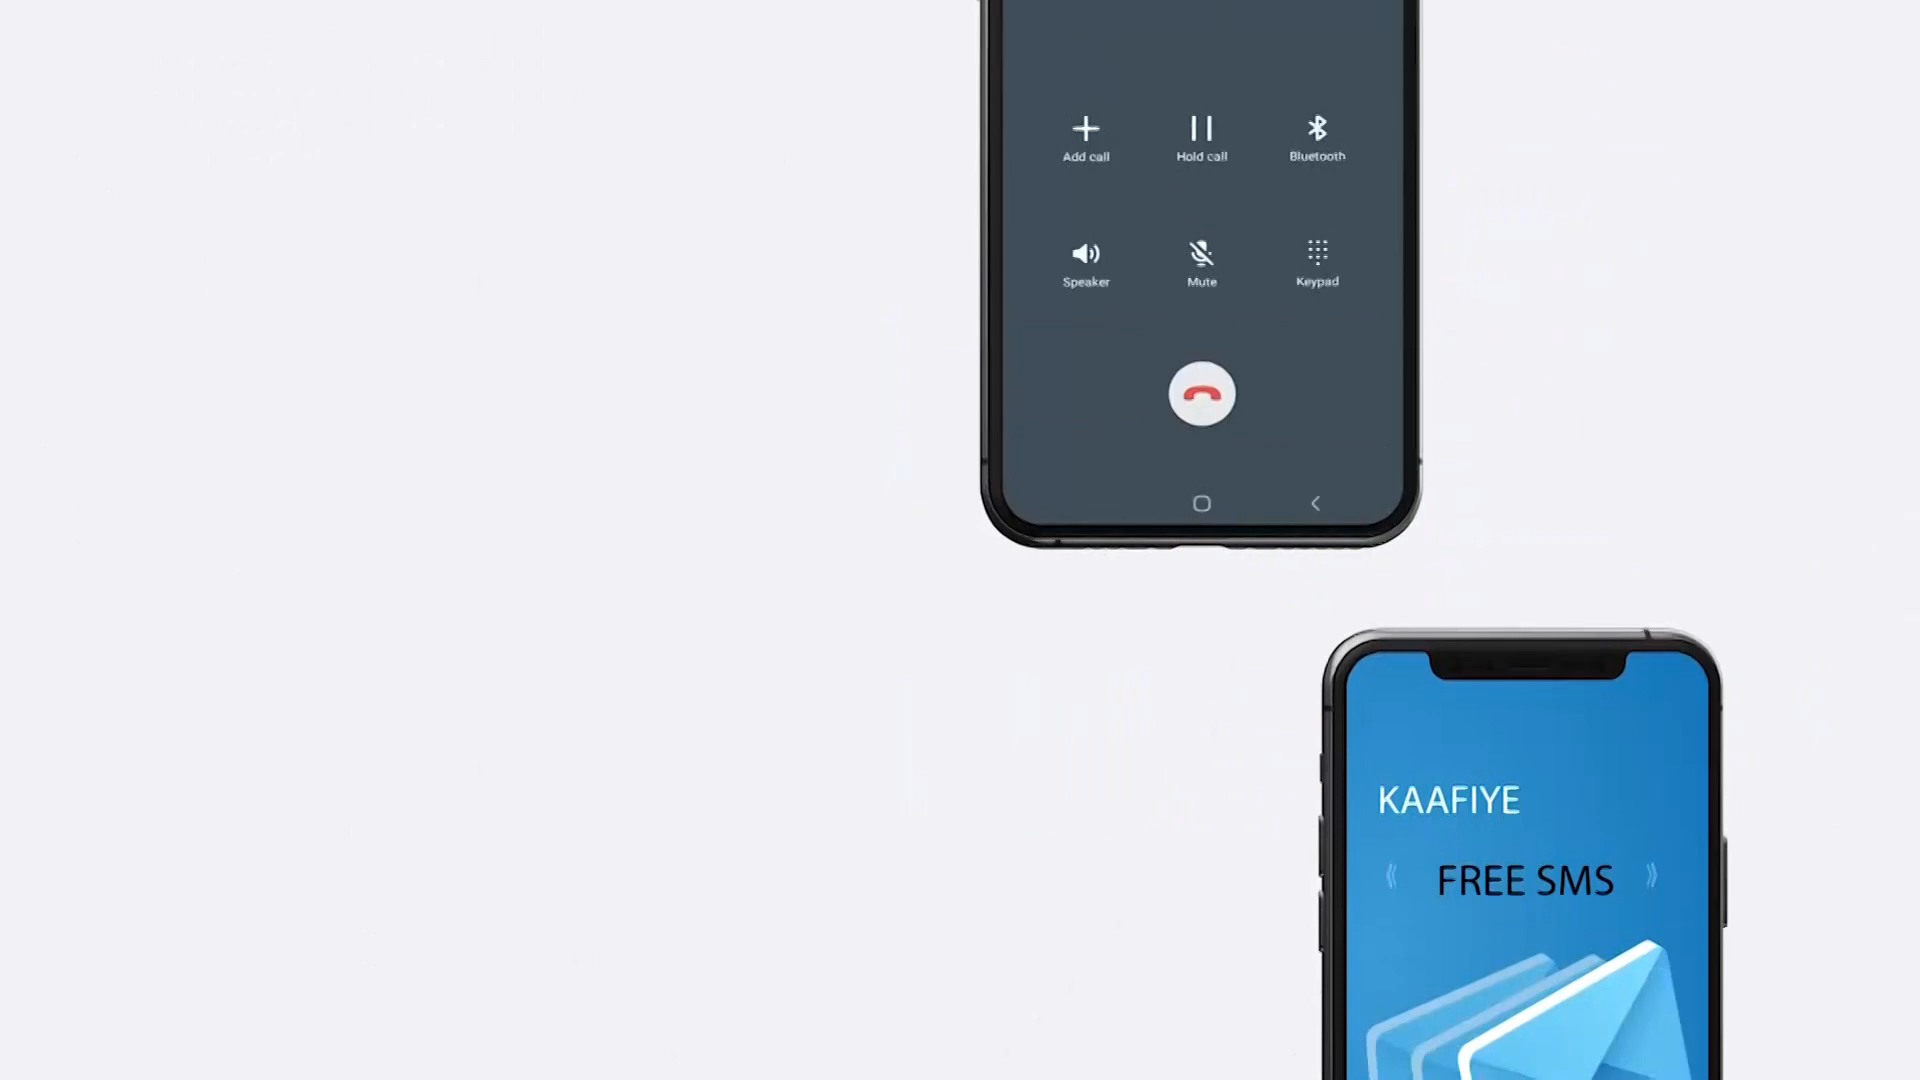 Add call
Hold call
Bluetooth
Speaker
Mute
Keypad
KAAFIYE
FREE SMS